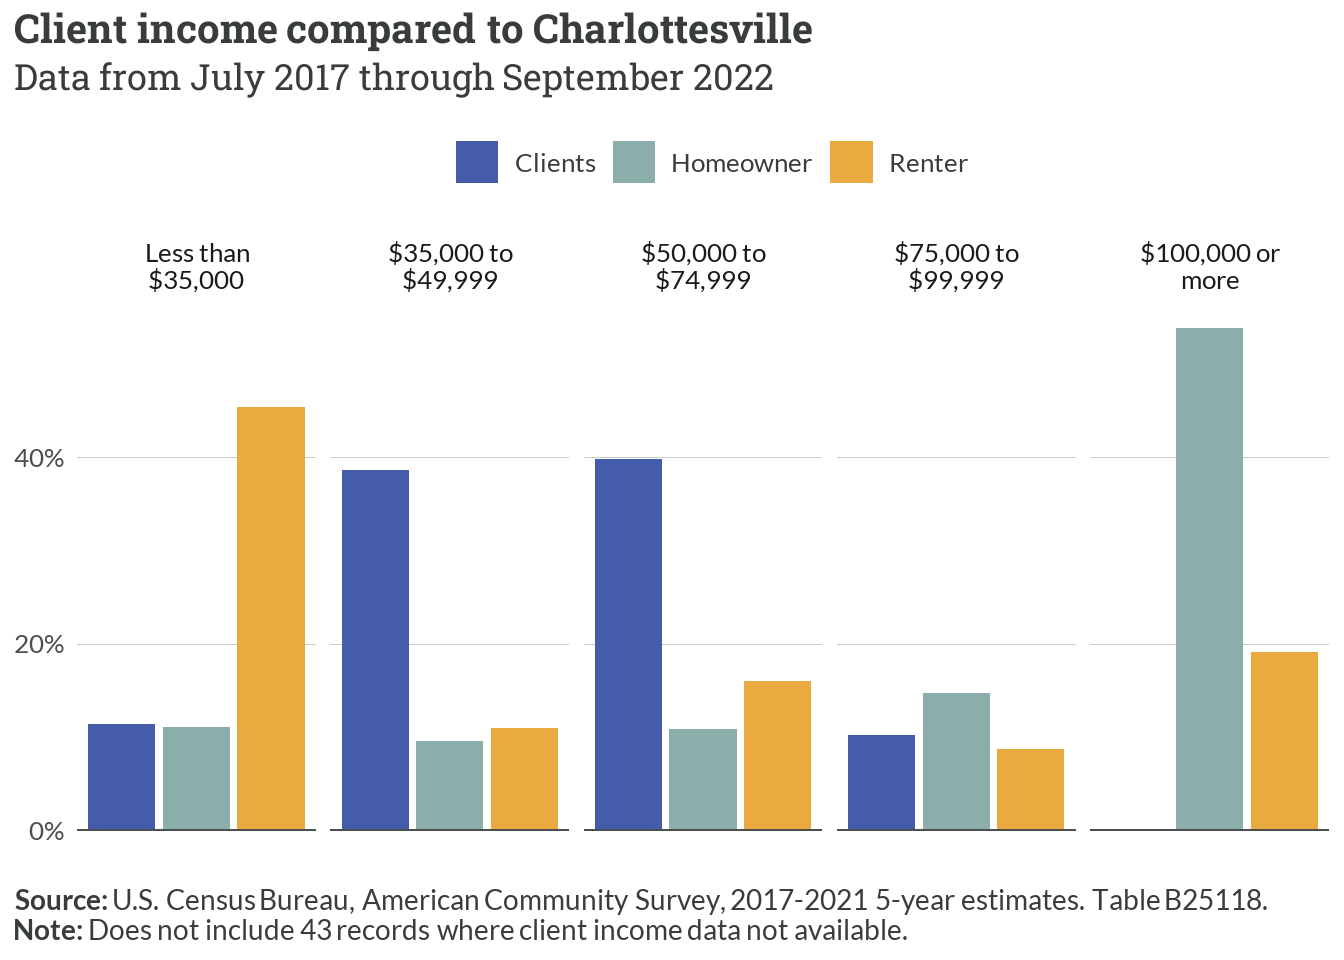 Client income compared to Charlottesville
Data from July 2017 through September 2022
Clients Homeowner Renter
Less than $35,000
$35,000 to $49,999
$50,000 to $74,999
$75,000 to $99,999
$100,000 or more
40%
20%
0%
Source: U.S. Census Bureau, American Community Survey, 2017-2021 5-year estimates. Table B25118.
Note: Does not include 43 records where client income data not available.